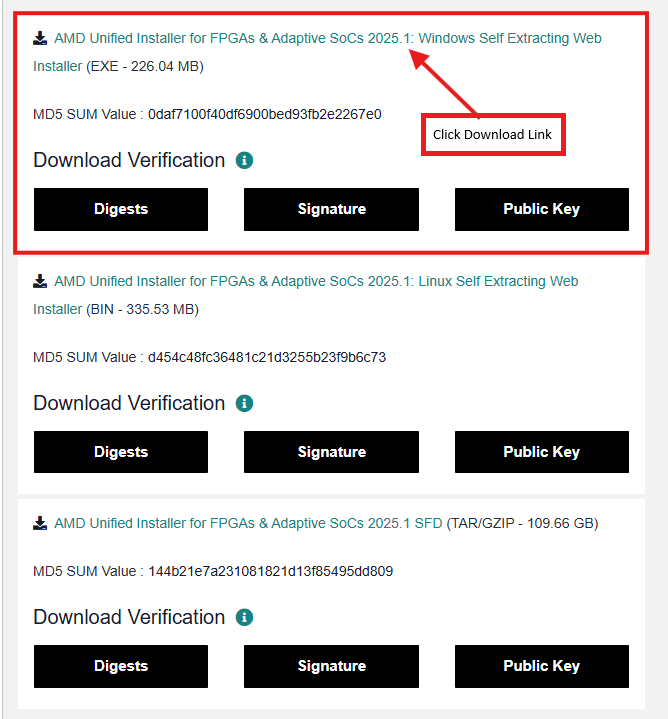 AMD Unified Installer for FPGAs & Adaptive SoCs 2025.1: Windows Self Extracting Web
Installer (EXE - 226.04 MB)
MD5 SUM Value : 0daf7100f40df6900bed93fb2e2267e0
Click Download Link
Download Verification
Digests
Signature
Public Key
AMD Unified Installer for FPGAs & Adaptive SoCs 2025.1: Linux Self Extracting Web
Installer (BIN - 335.53 MB)
MD5 SUM Value : d454c48fc36481c21d3255b23f9b6c73
Download Verification
Digests
Signature
Public Key
AMD Unified Installer for FPGAs & Adaptive SoCs 2025.1 SFD (TAR/GZIP - 109.66 GB)
MD5 SUM Value : 144b21e7a231081821d13f85495dd809
Download Verification
Digests
Signature
Public Key